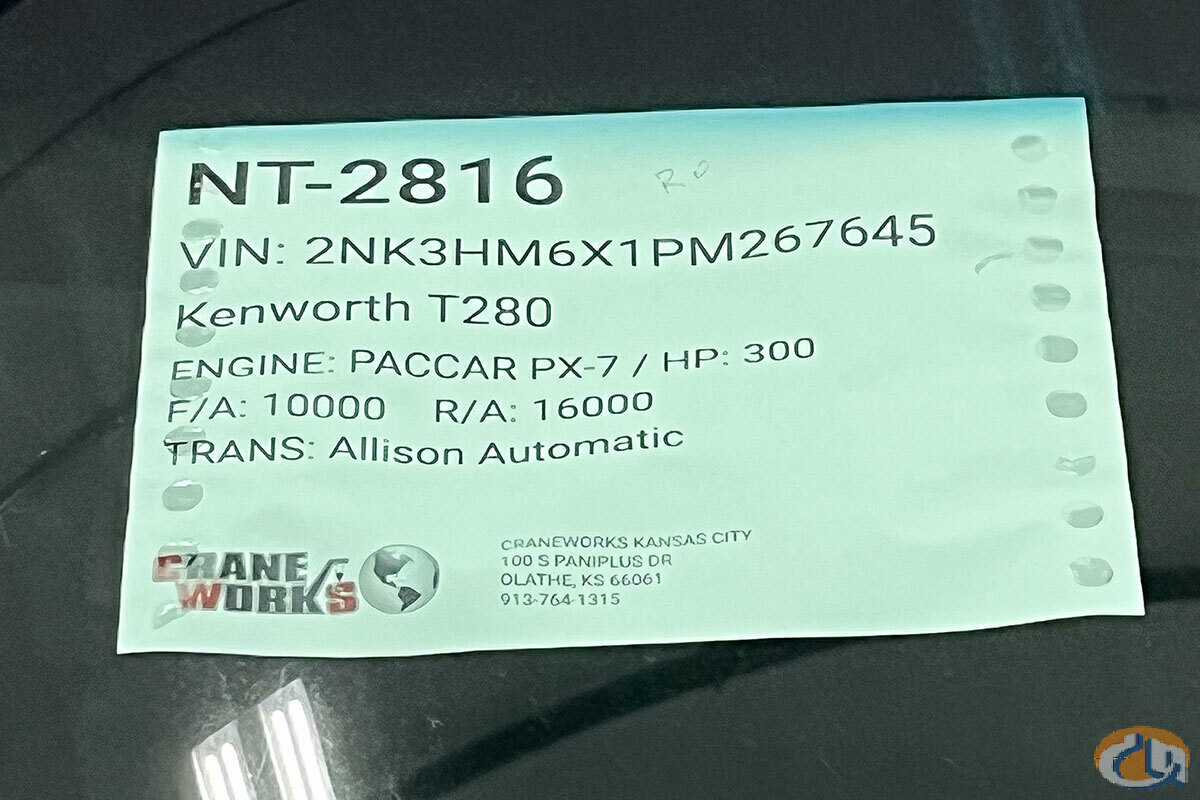 NT-2816
VIN: 2NK3HM6X1PM267645
Kenworth T280
ENGINE: PACCAR PX-7 / HP: 300
F/A: 10000 R/A: 16000
TRANS: Allison Automatic
CRANE
WORKS
CRANEWORKS KANSAS CITY
100 S PANIPLUS DR
OLATHE, KS 66061
913-764-1315